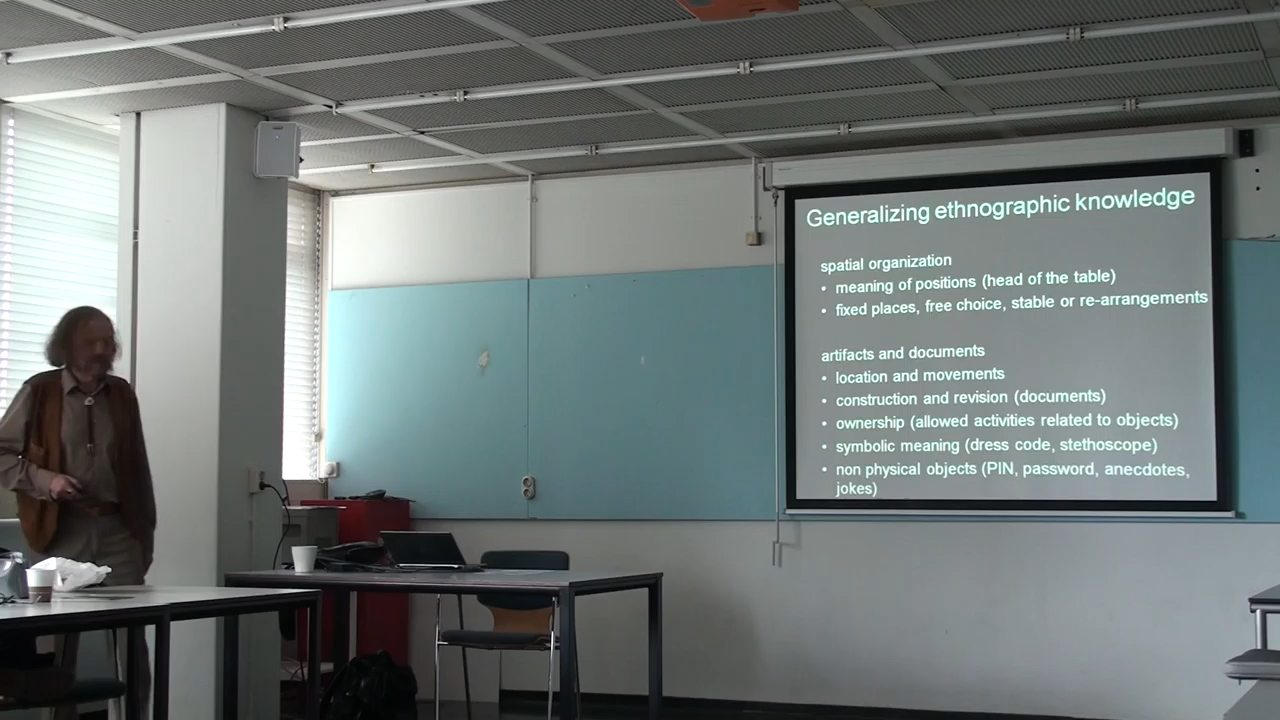 Generalizing ethnographic knowledge
spatial organization
• meaning of positions (head of the table)
• fixed places, free choice, stable or re-arrangements
artifacts and documents
• location and movements
• construction and revision (documents)
• ownership (allowed activities related to objects)
• symbolic meaning (dress code, stethoscope)
• non physical objects (PIN, password, anecdotes,
jokes)